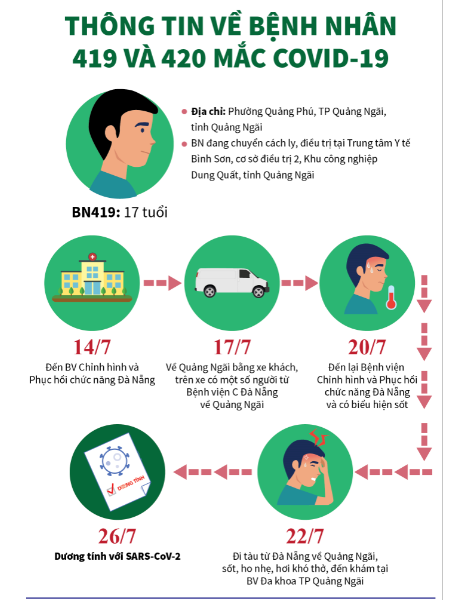 THÔNG TIN VỀ BỆNH NHÂN
419 VÀ 420 MẮC COVID-19
• Địa chỉ: Phường Quảng Phú, TP Quảng Ngãi,
tỉnh Quảng Ngãi
• BN đang chuyển cách ly, điều trị tại Trung tâm Y tế
Bình Sơn, cơ sở điều trị 2, Khu công nghiệp
Dung Quất, tỉnh Quảng Ngãi
BN419: 17 tuổi
14/7
Đến BV Chỉnh hình và
Phục hồi chức năng Đà Nẵng
17/7
Về Quảng Ngãi bằng xe khách,
trên xe có một số người từ
Bệnh viện C Đà Nẵng
về Quảng Ngãi
20/7
Đến lại Bệnh viện
Chỉnh hình và Phục hồi
chức năng Đà Nẵng
và có biểu hiện sốt
DƯƠNG TÍNH
26/7
Dương tính với SARS-CoV-2
22/7
Đi tàu từ Đà Nẵng về Quảng Ngãi,
sốt, ho nhẹ, hơi khó thở, đến khám tại
BV Đa khoa TP Quảng Ngãi